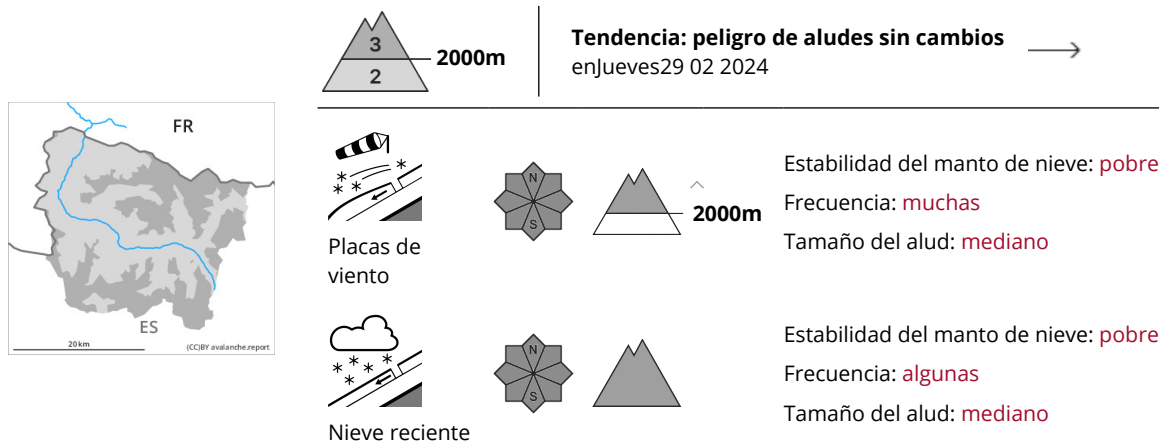 3
2000m
2
Tendencia: peligro de aludes sin cambios
enJueves29 02 2024
FR
ES
20 km
(CC)BY avalanche.report
Placas de
viento
N
S
2000m
Estabilidad del manto de nieve: pobre
Frecuencia: muchas
Tamaño del alud: mediano
Nieve reciente
N
S
Estabilidad del manto de nieve: pobre
Frecuencia: algunas
Tamaño del alud: mediano